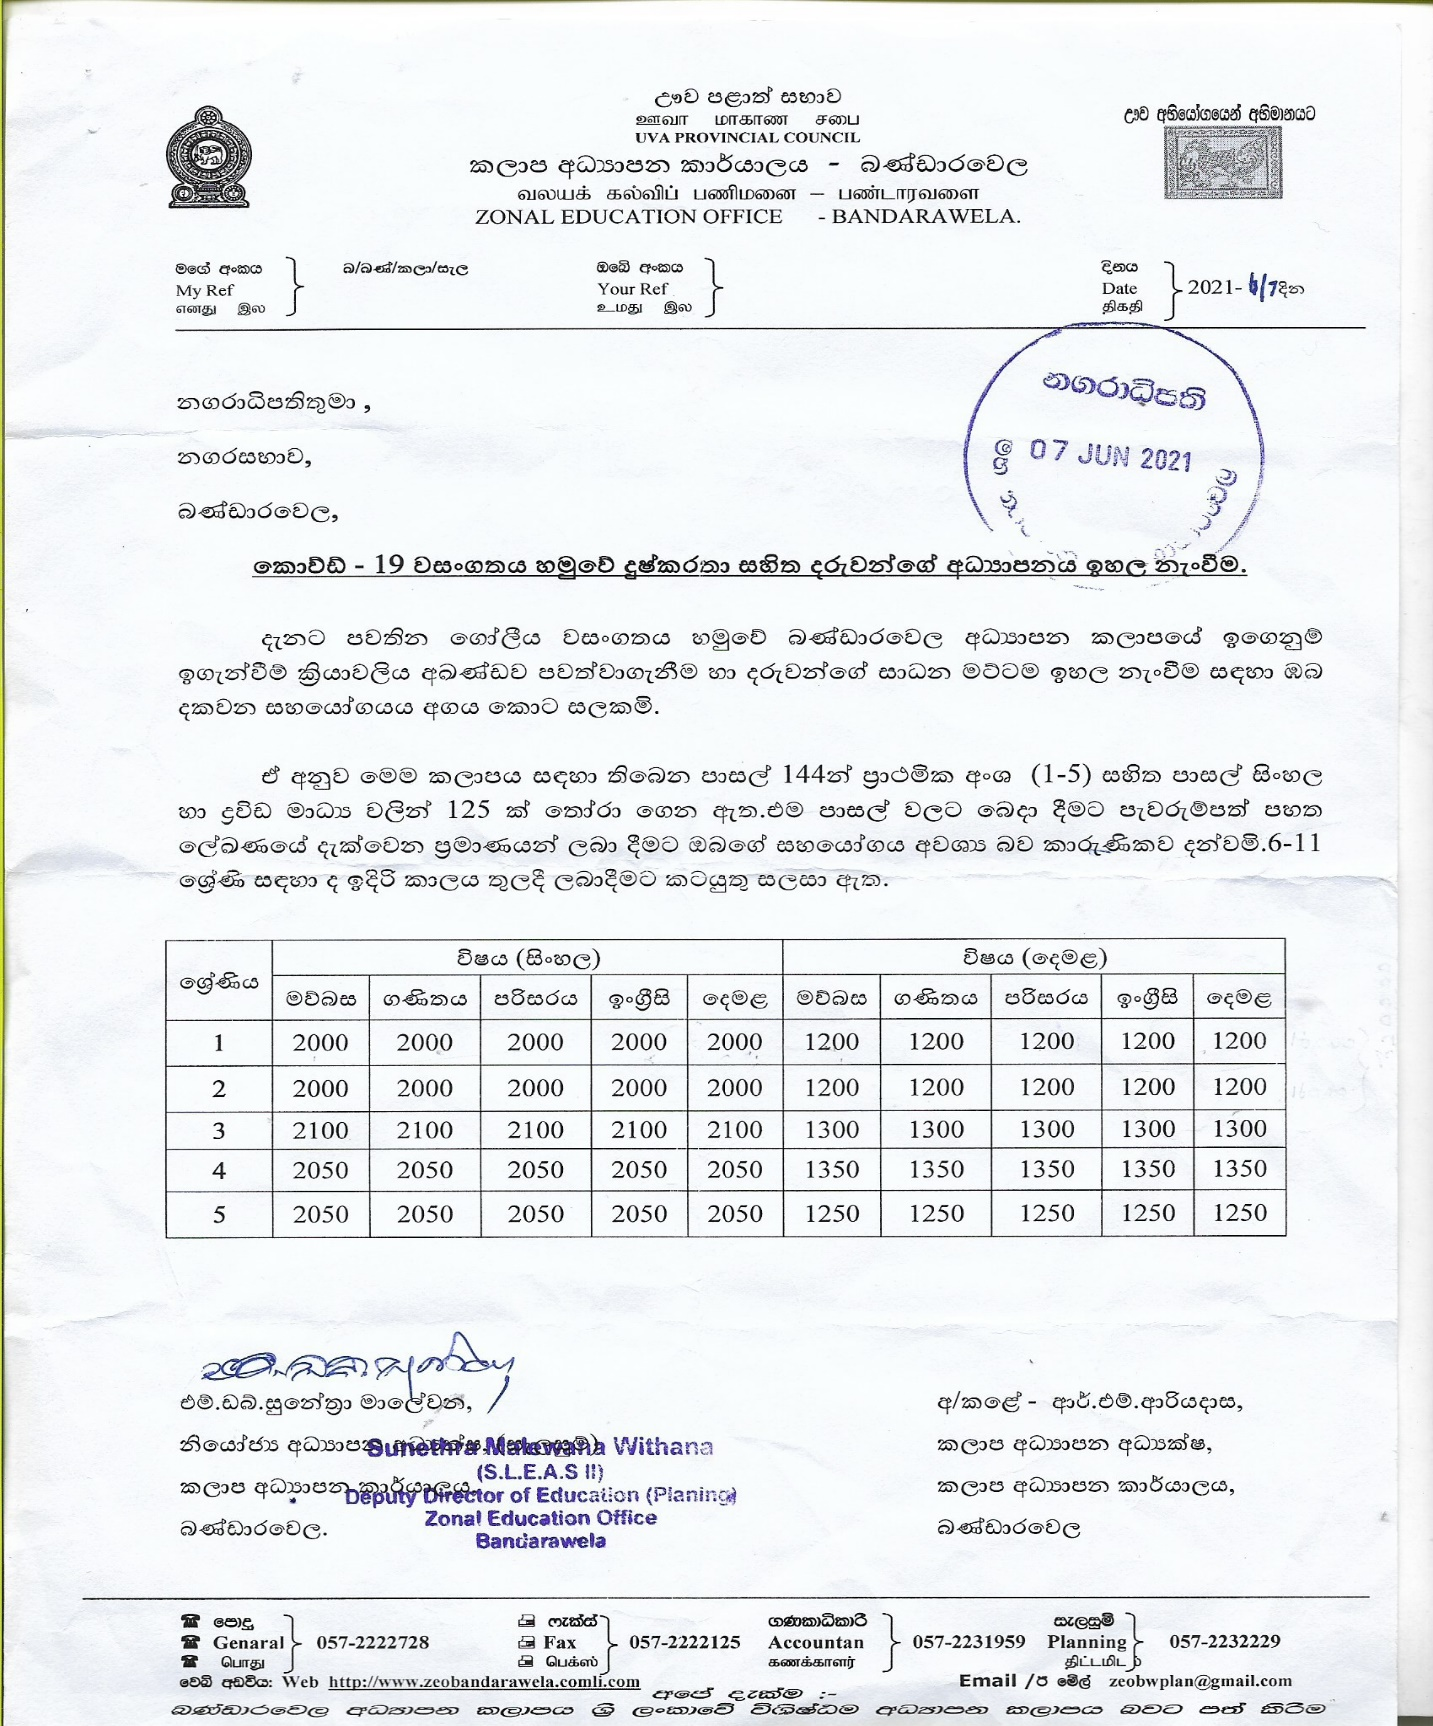 ඌව පළාත් සභාව
ஊவா மாகாண சபை
UVA PROVINCIAL COUNCIL
ඌව අභියෝගයෙන් අභිමානයට
කලාප අධ්‍යාපන කාර්යාලය - බණ්ඩාරවෙල
வலயக் கல்விப் பணிமனை – பண்டாரவளை
ZONAL EDUCATION OFFICE - BANDARAWELA.
මගේ අංකය බ/බණ්/කලා/සැල ඔබේ අංකය දිනය
My Ref Your Ref Date 2021- 6/7දින
எனது இல உமது இல திகதி
නගරාධිපති
07 JUN 2021
නගරාධිපතිතුමා ,
නගරසභාව,
බණ්ඩාරවෙල,
කොව්ඩ් - 19 වසංගතය හමුවේ දුෂ්කරතා සහිත දරුවන්ගේ අධ්‍යාපනය ඉහල නැංවීම.
දැනට පවතින ගෝලීය වසංගතය හමුවේ බණ්ඩාරවෙල අධ්‍යාපන කලාපයේ ඉගෙනුම්
ඉගැන්වීම් ක්‍රියාවලිය අඛණ්ඩව පවත්වාගැනීම හා දරුවන්ගේ සාධන මට්ටම ඉහල නැංවීම සඳහා ඔබ
දකවන සහයෝගයය අගය කොට සලකමි.
ඒ අනුව මෙම කලාපය සඳහා තිබෙන පාසල් 144න් ප්‍රාථමික අංශ (1-5) සහිත පාසල් සිංහල
හා ද්‍රවිඩ මාධ්‍ය වලින් 125 ක් තෝරා ගෙන ඇත.එම පාසල් වලට බෙදා දීමට පැවරුම්පත් පහත
ලේඛණයේ දැක්වෙන ප්‍රමාණයන් ලබා දීමට ඔබගේ සහයෝගය අවශ්‍ය බව කාරුණිකව දන්වමි.6-11
ශ්‍රේණි සඳහා ද ඉදිරි කාලය තුලදී ලබාදීමට කටයුතු සලසා ඇත.
ශ්‍රේණිය විෂය (සිංහල) විෂය (දෙමළ)
මව්බස ගණිතය පරිසරය ඉංග්‍රීසි දෙමළ මව්බස ගණිතය පරිසරය ඉංග්‍රීසි දෙමළ
1 2000 2000 2000 2000 2000 1200 1200 1200 1200 1200
2 2000 2000 2000 2000 2000 1200 1200 1200 1200 1200
3 2100 2100 2100 2100 2100 1300 1300 1300 1300 1300
4 2050 2050 2050 2050 2050 1350 1350 1350 1350 1350
5 2050 2050 2050 2050 2050 1250 1250 1250 1250 1250
එම්.ඩබ්.සුනේත්‍රා මාලේවන, අ/කළේ - ආර්.එම්.ආරියදාස,
නියෝජ්‍ය අධ්‍යාපන කලාප අධ්‍යාපන අධ්‍යක්ෂ,
Sunethra Malewana Withana
(S.L.E.A.S II)
කලාප අධ්‍යාපන කාර්යාලය, කලාප අධ්‍යාපන කාර්යාලය,
Deputy Director of Education (Planing)
Zonal Education Office
බණ්ඩාරවෙල. බණ්ඩාරවෙල
Bandarawela
පොදු ෆැක්ස් ගණකාධිකාරී සැලසුම්
Genaral 057-2222728 Fax 057-2222125 Accountan 057-2231959 Planning 057-2232229
பொது பெக்ஸ் கணக்காளர் திட்டமிட
වෙබ් අඩවිය: Web http://www.zeobandarawela.comli.com Email /ඊ මේල් zeobwplan@gmail.com
අපේ දැක්ම :-
බණ්ඩාරවෙල අධ්‍යාපන කලාපය ශ්‍රී ලංකාවේ විශිෂ්ඨම අධ්‍යාපන කලාපය බවට පත් කිරීම